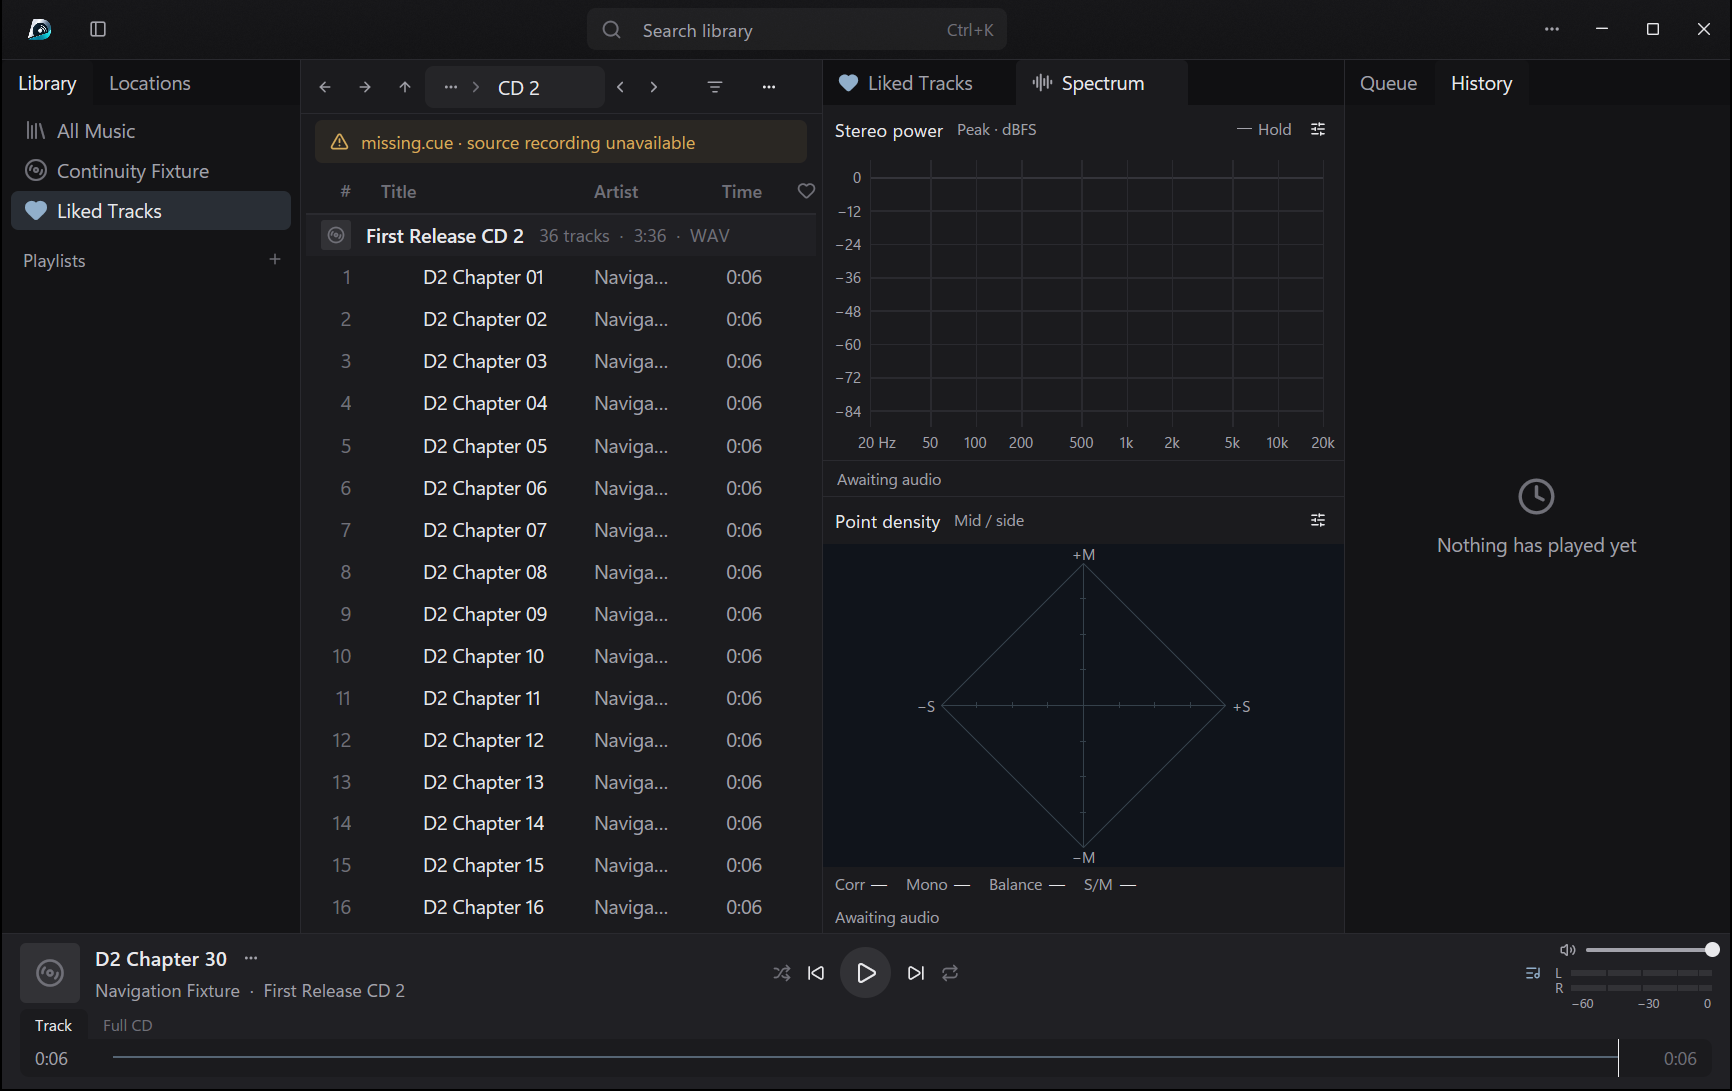 Search library Ctrl+K
Library Locations
All Music
Continuity Fixture
Liked Tracks
Playlists +
··· > CD 2
missing.cue · source recording unavailable
# Title Artist Time
First Release CD 2 36 tracks · 3:36 · WAV
1 D2 Chapter 01 Naviga... 0:06
2 D2 Chapter 02 Naviga... 0:06
3 D2 Chapter 03 Naviga... 0:06
4 D2 Chapter 04 Naviga... 0:06
5 D2 Chapter 05 Naviga... 0:06
6 D2 Chapter 06 Naviga... 0:06
7 D2 Chapter 07 Naviga... 0:06
8 D2 Chapter 08 Naviga... 0:06
9 D2 Chapter 09 Naviga... 0:06
10 D2 Chapter 10 Naviga... 0:06
11 D2 Chapter 11 Naviga... 0:06
12 D2 Chapter 12 Naviga... 0:06
13 D2 Chapter 13 Naviga... 0:06
14 D2 Chapter 14 Naviga... 0:06
15 D2 Chapter 15 Naviga... 0:06
16 D2 Chapter 16 Naviga... 0:06
Liked Tracks Spectrum
Stereo power Peak · dBFS — Hold
0
−12
−24
−36
−48
−60
−72
−84
20 Hz 50 100 200 500 1k 2k 5k 10k 20k
Awaiting audio
Point density Mid / side
+M
−S +S
−M
Corr — Mono — Balance — S/M —
Awaiting audio
Queue History
Nothing has played yet
D2 Chapter 30 ···
Navigation Fixture · First Release CD 2
L
R
−60 −30 0
Track Full CD
0:06 0:06